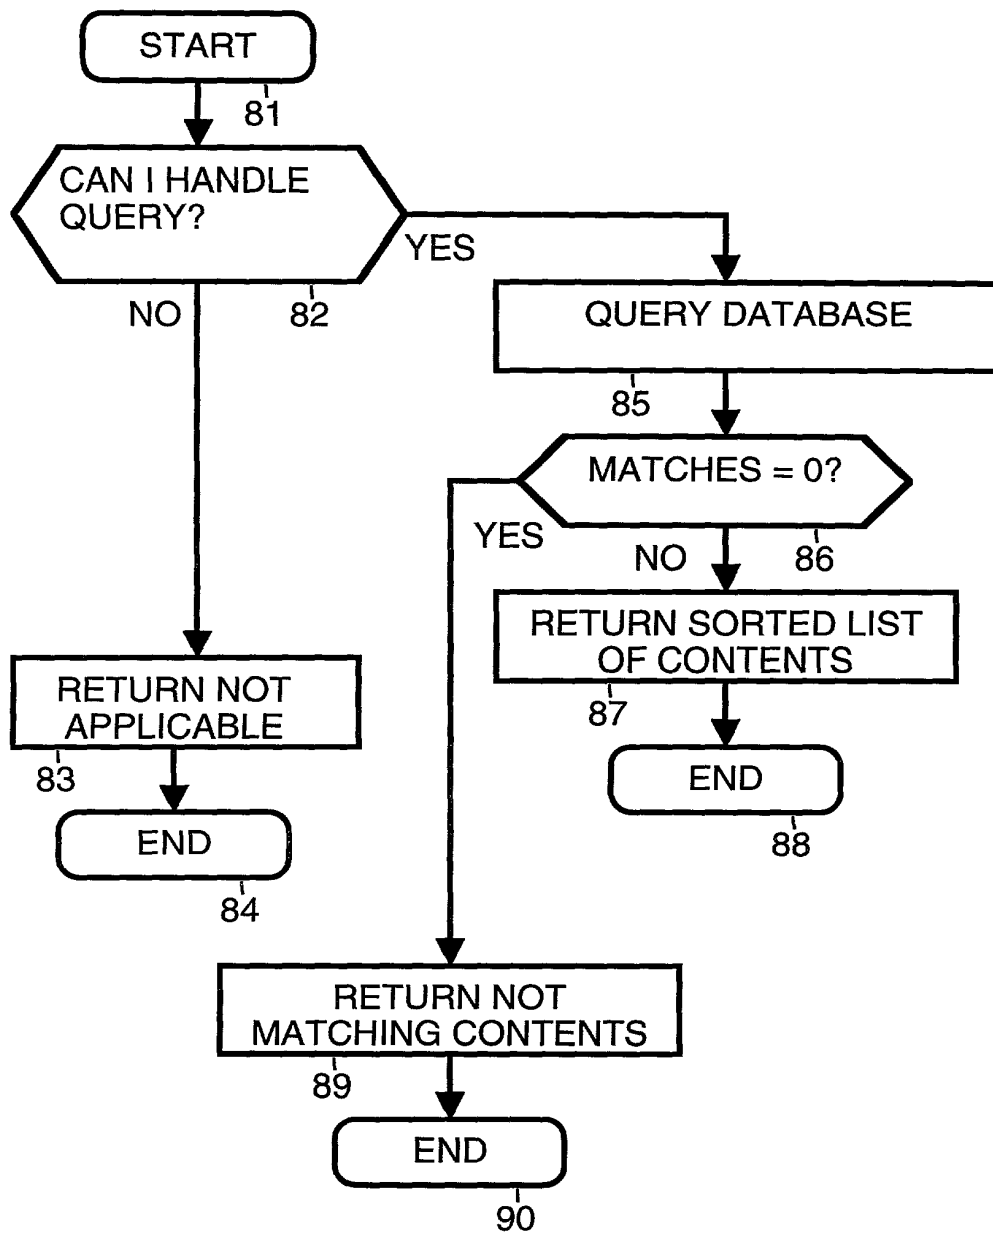 START
81
CAN I HANDLE
QUERY?
YES
NO
82
QUERY DATABASE
85
MATCHES = 0?
YES
NO
86
RETURN SORTED LIST
OF CONTENTS
87
RETURN NOT
APPLICABLE
83
END
88
END
84
RETURN NOT
MATCHING CONTENTS
89
END
90